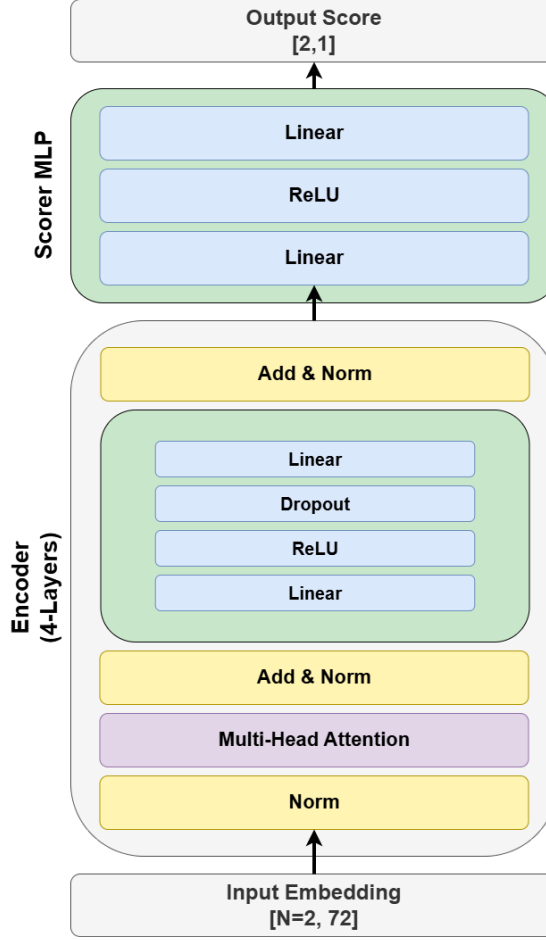 Output Score
[2,1]
Scorer MLP
Linear
ReLU
Linear
Encoder
(4-Layers)
Add & Norm
Linear
Dropout
ReLU
Linear
Add & Norm
Multi-Head Attention
Norm
Input Embedding
[N=2, 72]